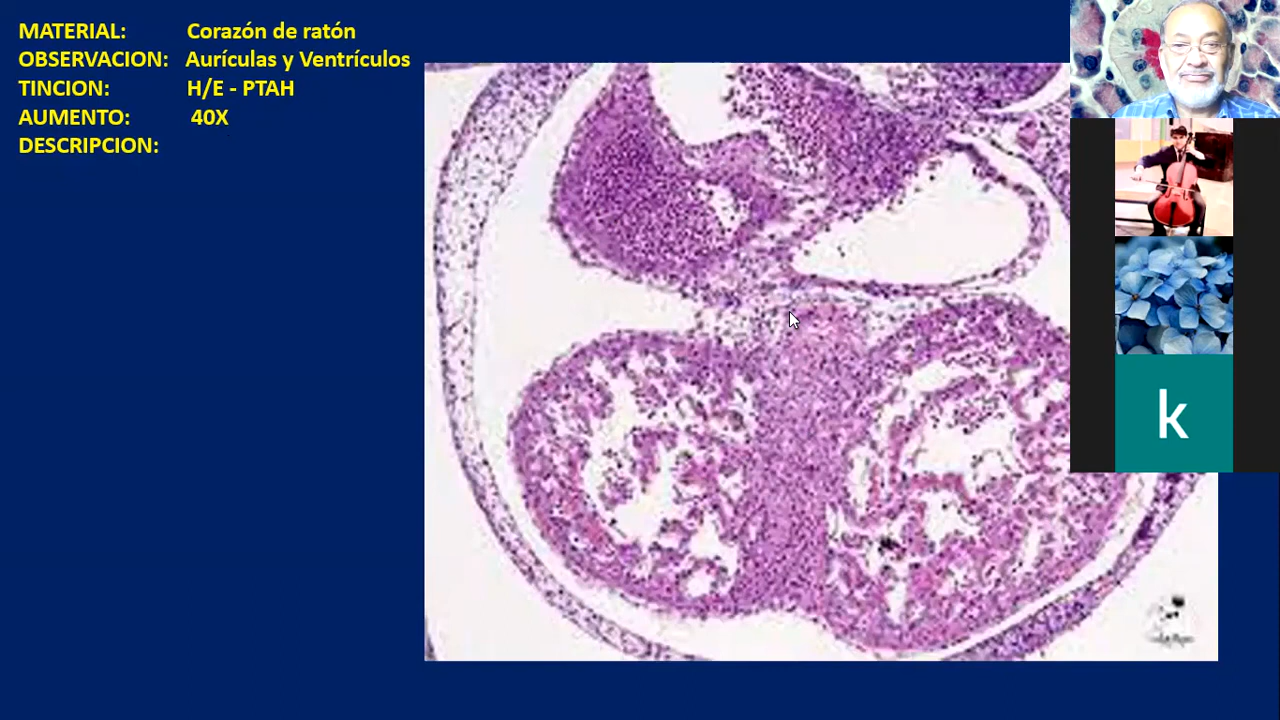 MATERIAL: Corazón de ratón
OBSERVACION: Aurículas y Ventrículos
TINCION: H/E - PTAH
AUMENTO: 40X
DESCRIPCION:
k